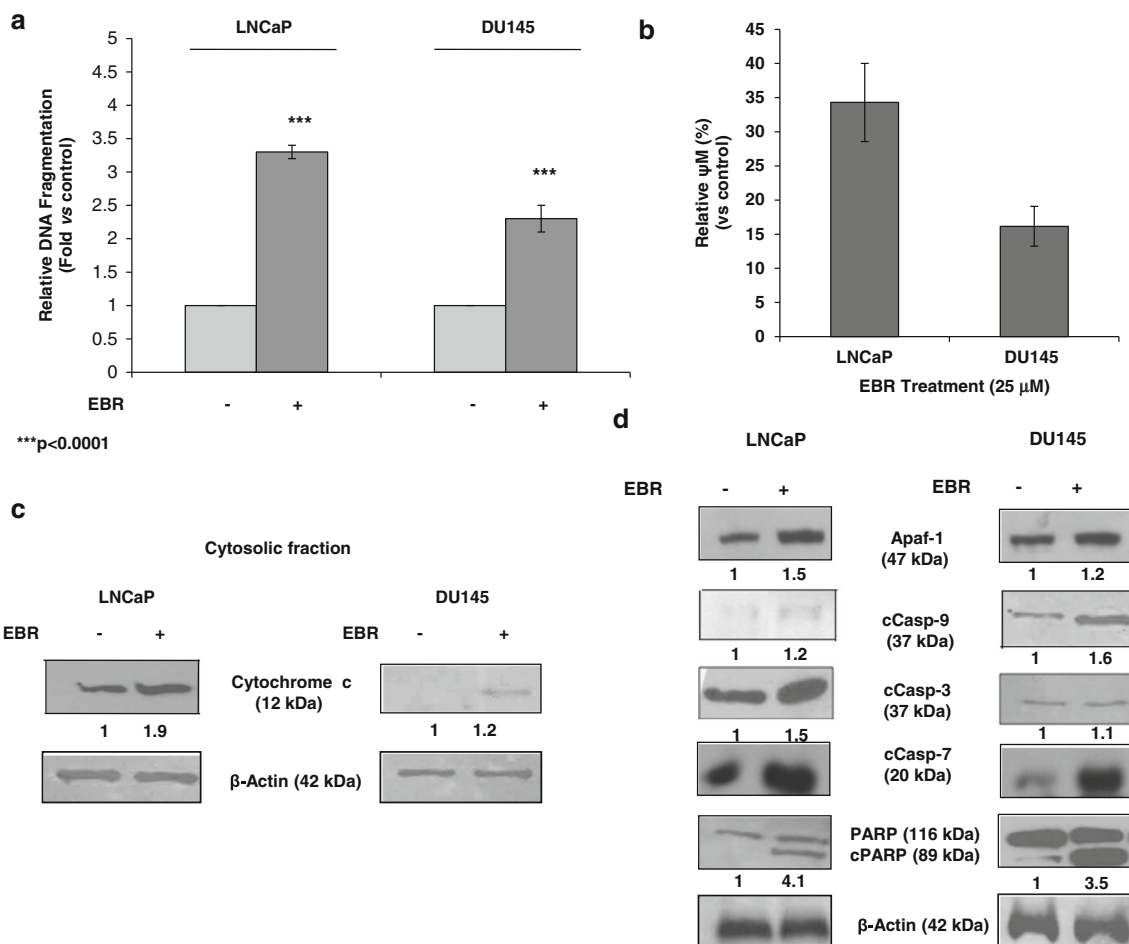 a
LNCaP
DU145
5
4.5
4
3.5
3
2.5
2
1.5
1
0.5
0
Relative DNA Fragmentation
(Fold vs control)
***
***
EBR
- + - +
***p<0.0001
b
45
40
35
30
25
20
15
10
5
0
Relative ψM (%)
(vs control)
LNCaP
DU145
EBR Treatment (25 µM)
c
Cytosolic fraction
LNCaP
DU145
EBR - +
EBR - +
Cytochrome c
(12 kDa)
1 1.9
1 1.2
β-Actin (42 kDa)
d
LNCaP
DU145
EBR - +
EBR - +
Apaf-1
(47 kDa)
1 1.5
1 1.2
cCasp-9
(37 kDa)
1 1.2
1 1.6
cCasp-3
(37 kDa)
1 1.5
1 1.1
cCasp-7
(20 kDa)
PARP (116 kDa)
cPARP (89 kDa)
1 4.1
1 3.5
β-Actin (42 kDa)